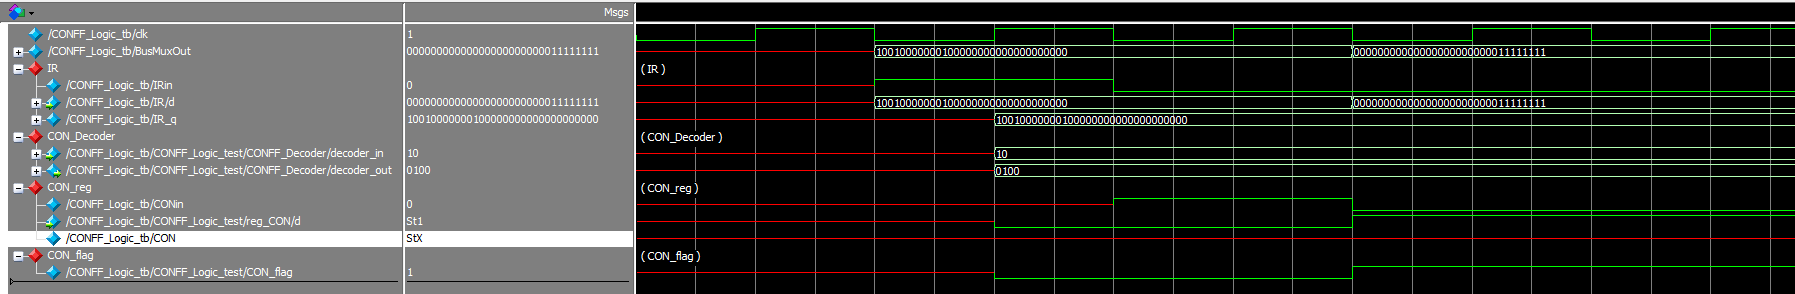 Msgs
/CONFF_Logic_tb/clk 1
/CONFF_Logic_tb/BusMuxOut 00000000000000000000000011111111 10010000000100000000000000000000 00000000000000000000000011111111
IR ( IR )
/CONFF_Logic_tb/IRin 0
/CONFF_Logic_tb/IR/d 00000000000000000000000011111111 10010000000100000000000000000000 00000000000000000000000011111111
/CONFF_Logic_tb/IR_q 10010000000100000000000000000000 10010000000100000000000000000000
CON_Decoder ( CON_Decoder )
/CONFF_Logic_tb/CONFF_Logic_test/CONFF_Decoder/decoder_in 10 10
/CONFF_Logic_tb/CONFF_Logic_test/CONFF_Decoder/decoder_out 0100 0100
CON_reg ( CON_reg )
/CONFF_Logic_tb/CONin 0
/CONFF_Logic_tb/CONFF_Logic_test/reg_CON/d St1
/CONFF_Logic_tb/CON StX
CON_flag ( CON_flag )
/CONFF_Logic_tb/CONFF_Logic_test/CON_flag 1